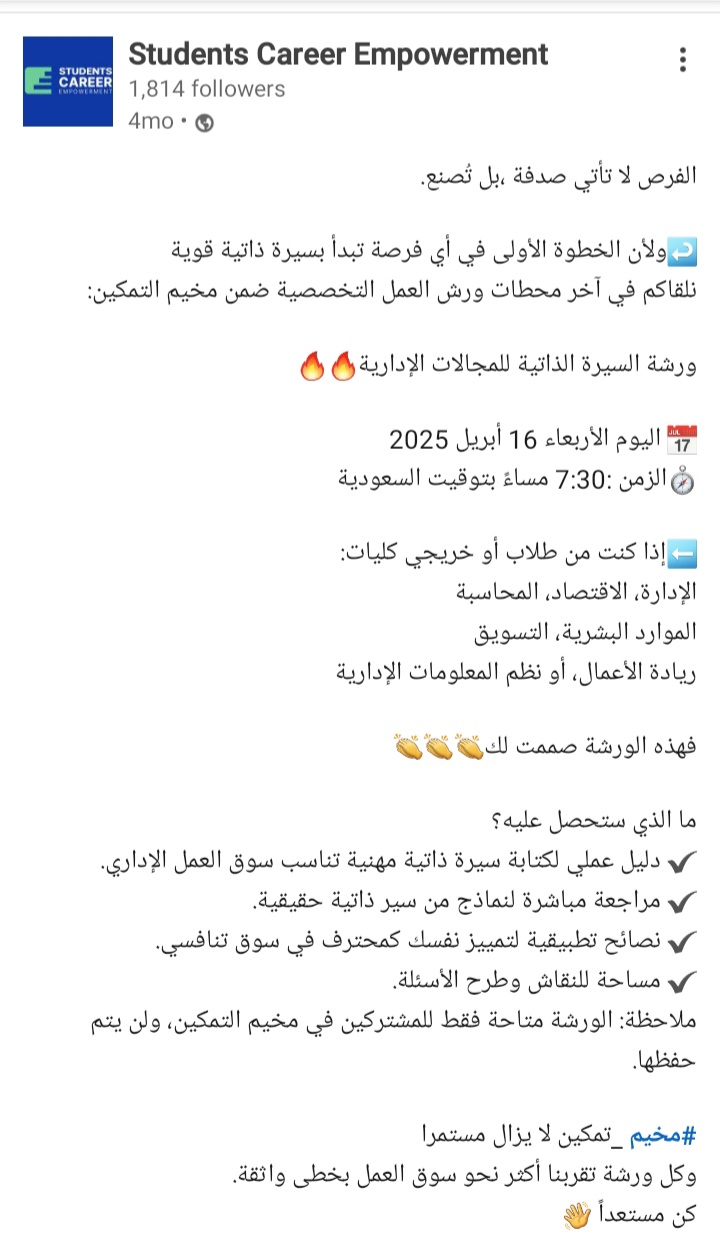 STUDENTS
CAREER
EMPOWERMENT
Students Career Empowerment
1,814 followers
4mo •
الفرص لا تأتي صدفة ،بل تُصنع.
↩️ولأن الخطوة الأولى في أي فرصة تبدأ بسيرة ذاتية قوية
نلقاكم في آخر محطات ورش العمل التخصصية ضمن مخيم التمكين:
ورشة السيرة الذاتية للمجالات الإدارية🔥🔥
📅 اليوم الأربعاء 16 أبريل 2025
⏱️الزمن :7:30 مساءً بتوقيت السعودية
⬅️إذا كنت من طلاب أو خريجي كليات:
الإدارة، الاقتصاد، المحاسبة
الموارد البشرية، التسويق
ريادة الأعمال، أو نظم المعلومات الإدارية
فهذه الورشة صممت لك👏👏👏
ما الذي ستحصل عليه؟
✔️ دليل عملي لكتابة سيرة ذاتية مهنية تناسب سوق العمل الإداري.
✔️ مراجعة مباشرة لنماذج من سير ذاتية حقيقية.
✔️ نصائح تطبيقية لتمييز نفسك كمحترف في سوق تنافسي.
✔️ مساحة للنقاش وطرح الأسئلة.
ملاحظة: الورشة متاحة فقط للمشتركين في مخيم التمكين، ولن يتم
حفظها.
#مخيم _تمكين لا يزال مستمرا
وكل ورشة تقربنا أكثر نحو سوق العمل بخطى واثقة.
كن مستعداً 👋